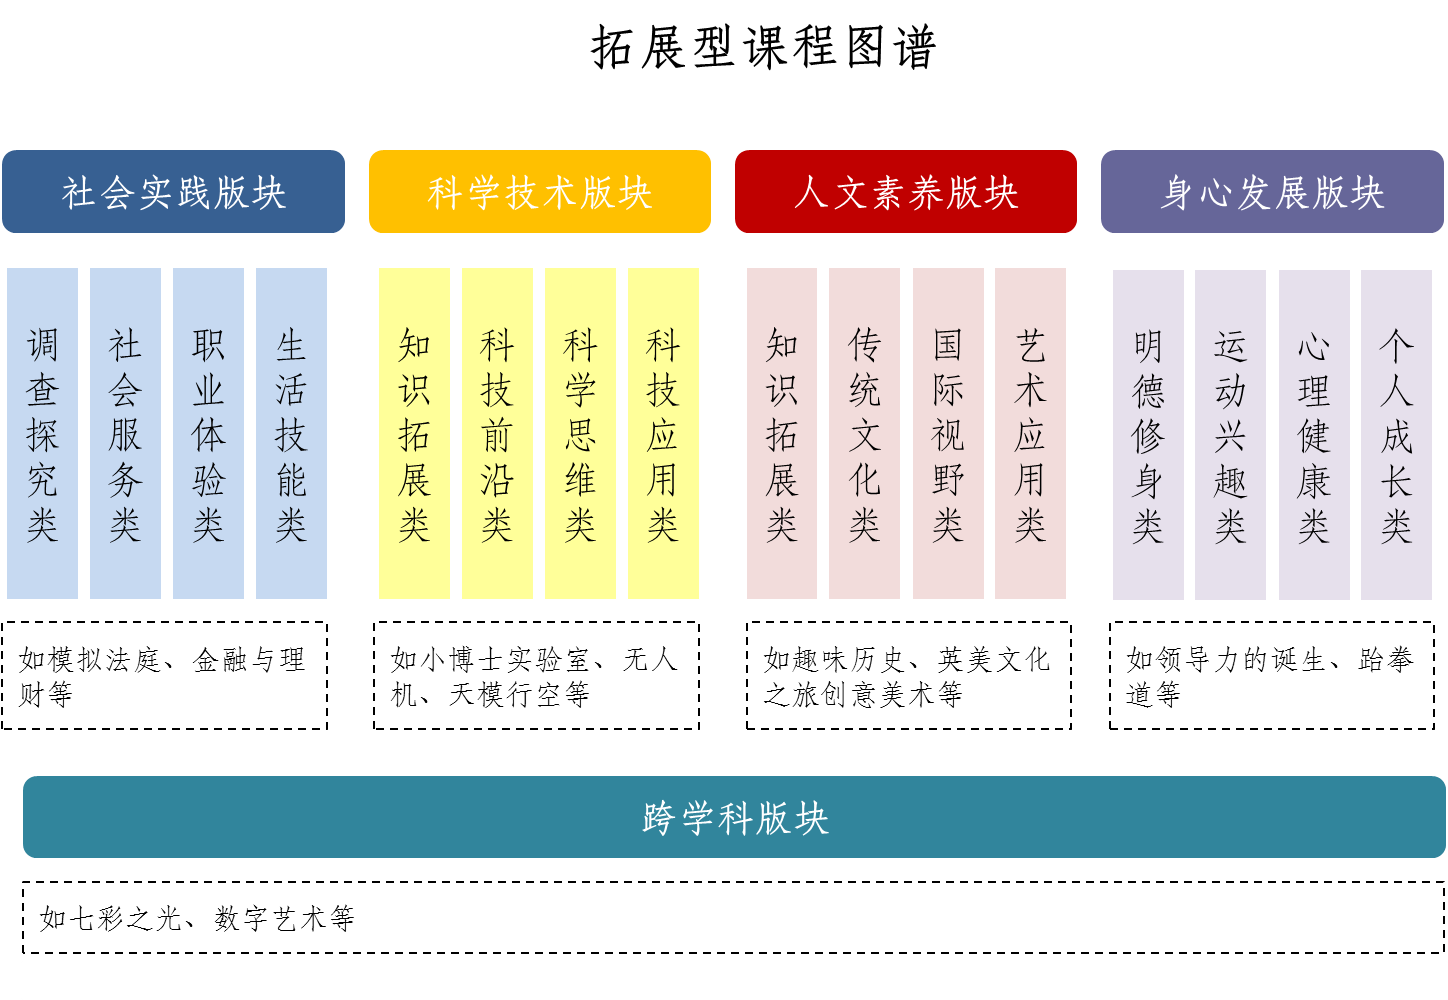 拓展型课程图谱
社会实践版块
科学技术版块
人文素养版块
身心发展版块
调查探究类
社会服务类
职业体验类
生活技能类
知识拓展类
科技前沿类
科学思维类
科技应用类
知识拓展类
传统文化类
国际视野类
艺术应用类
明德修身类
运动兴趣类
心理健康类
个人成长类
如模拟法庭、金融与理
财等
如小博士实验室、无人
机、天模行空等
如趣味历史、英美文化
之旅创意美术等
如领导力的诞生、跆拳
道等
跨学科版块
如七彩之光、数字艺术等